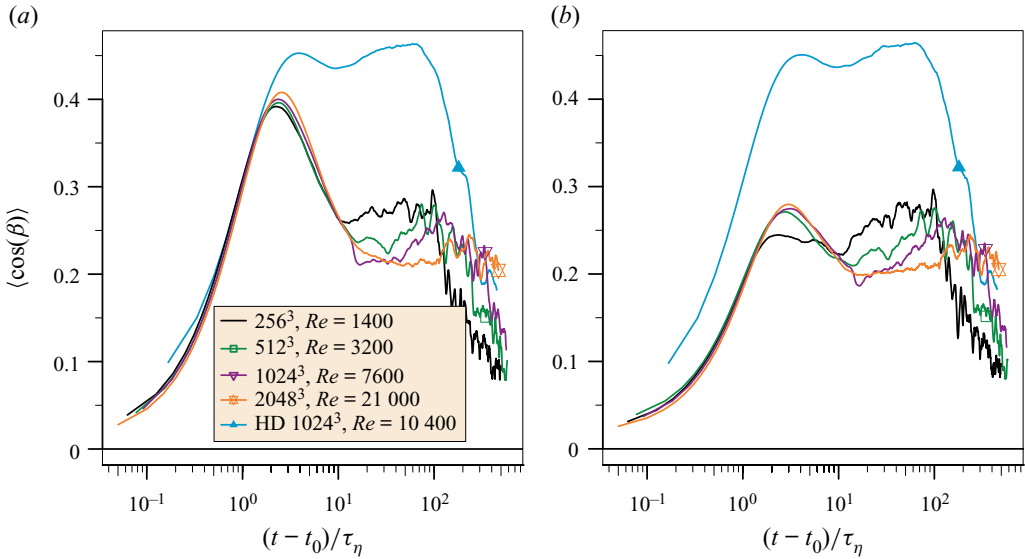 (a)
(b)
⟨cos(β)⟩
0.4
0.3
0.2
0.1
0
256³, Re = 1400
512³, Re = 3200
1024³, Re = 7600
2048³, Re = 21 000
HD 1024³, Re = 10 400
10⁻¹ 10⁰ 10¹ 10²
(t − t₀)/τ_η
0.4
0.3
0.2
0.1
0
10⁻¹ 10⁰ 10¹ 10²
(t − t₀)/τ_η